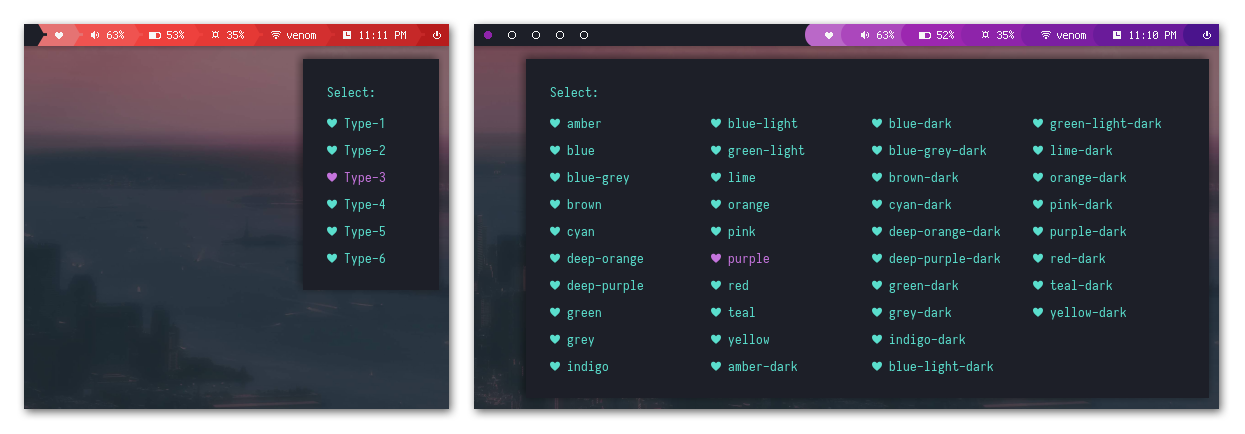 63% 53% 35% venom 11:11 PM
Select:
Type-1
Type-2
Type-3
Type-4
Type-5
Type-6
63% 52% 35% venom 11:10 PM
Select:
amber blue-light blue-dark green-light-dark
blue green-light blue-grey-dark lime-dark
blue-grey lime brown-dark orange-dark
brown orange cyan-dark pink-dark
cyan pink deep-orange-dark purple-dark
deep-orange purple deep-purple-dark red-dark
deep-purple red green-dark teal-dark
green teal grey-dark yellow-dark
grey yellow indigo-dark
indigo amber-dark blue-light-dark